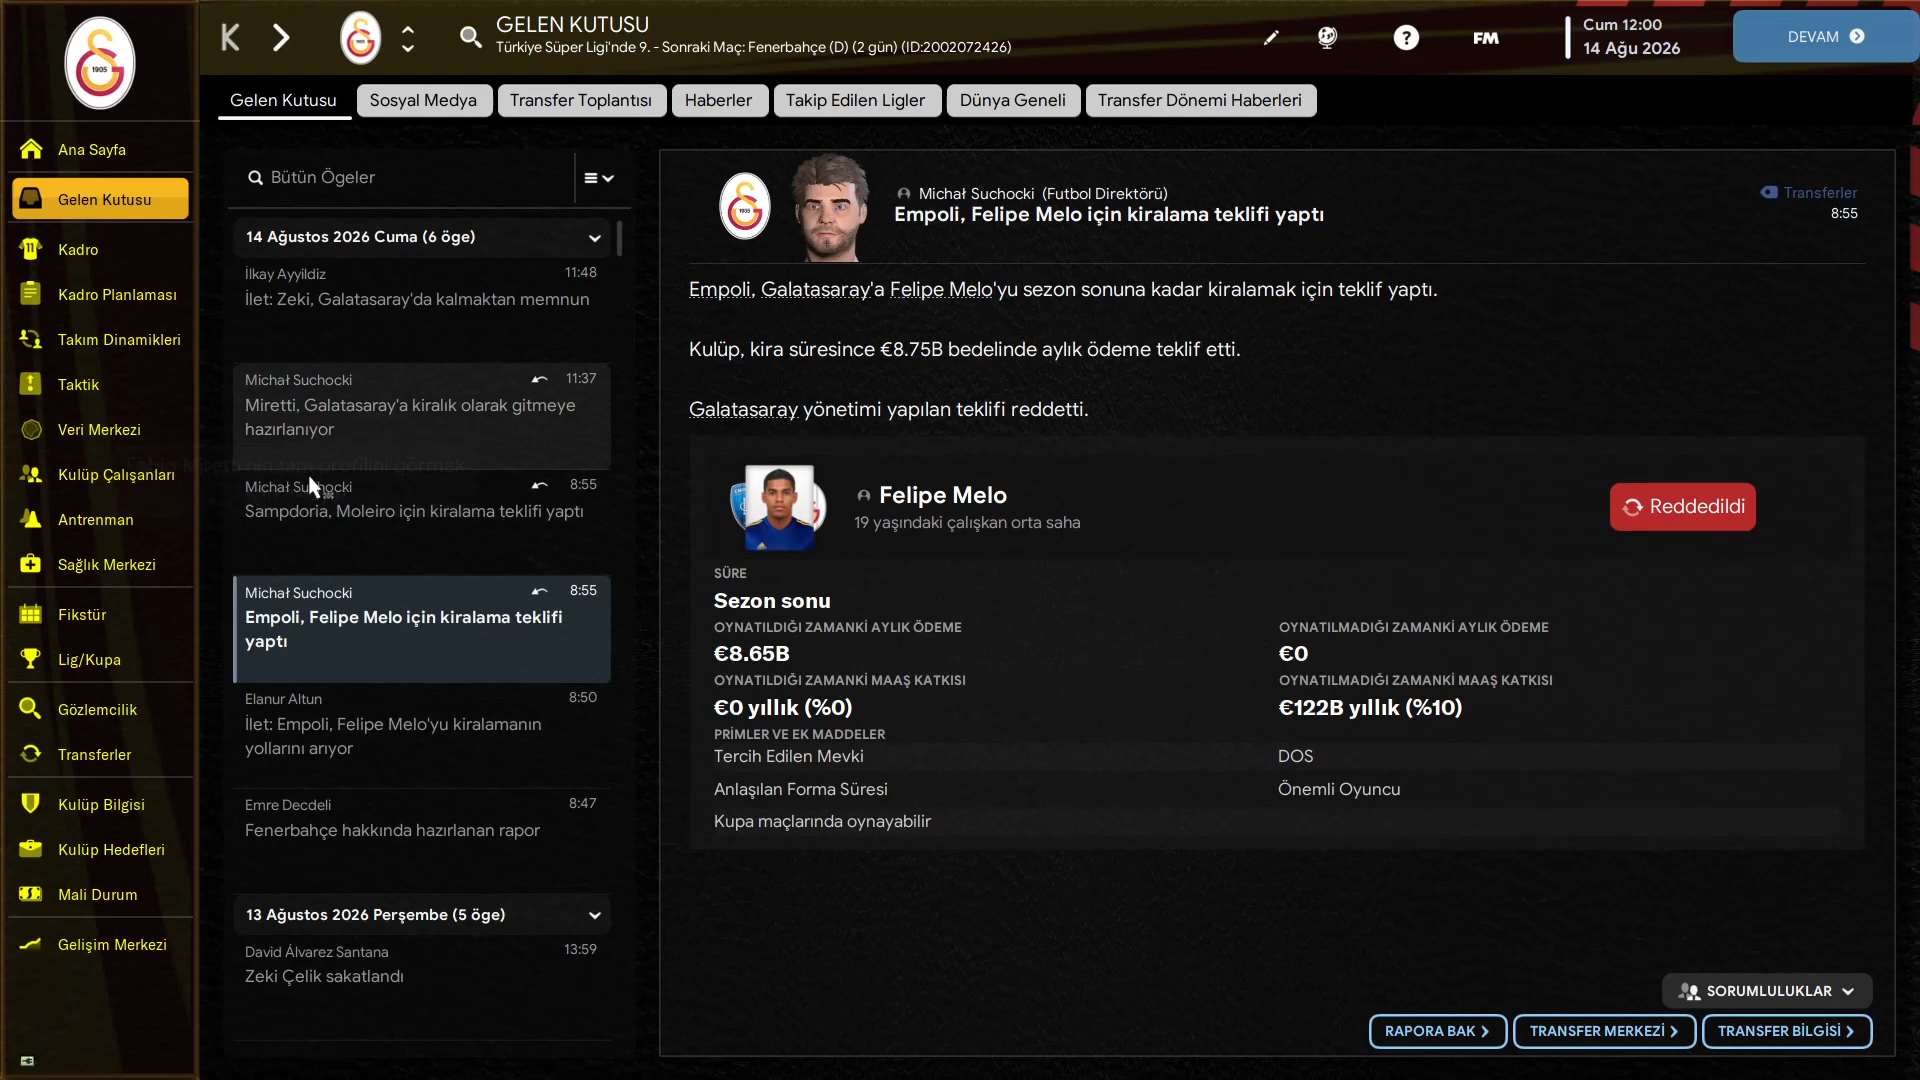 GELEN KUTUSU
Türkiye Süper Ligi'nde 9. - Sonraki Maç: Fenerbahçe (D) (2 gün) (ID:2002072426)
FM
Cum 12:00
14 Ağu 2026
DEVAM
Gelen Kutusu
Sosyal Medya
Transfer Toplantısı
Haberler
Takip Edilen Ligler
Dünya Geneli
Transfer Dönemi Haberleri
1905
Ana Sayfa
Gelen Kutusu
Kadro
Kadro Planlaması
Takım Dinamikleri
Taktik
Veri Merkezi
Kulüp Çalışanları
Antrenman
Sağlık Merkezi
Fikstür
Lig/Kupa
Gözlemcilik
Transferler
Kulüp Bilgisi
Kulüp Hedefleri
Mali Durum
Gelişim Merkezi
Bütün Ögeler
14 Ağustos 2026 Cuma (6 öge)
İlkay Ayyildiz 11:48
İlet: Zeki, Galatasaray'da kalmaktan memnun
Michał Suchocki 11:37
Miretti, Galatasaray'a kiralık olarak gitmeye
hazırlanıyor
Michał Suchocki 8:55
Sampdoria, Moleiro için kiralama teklifi yaptı
Michał Suchocki 8:55
Empoli, Felipe Melo için kiralama teklifi
yaptı
Elanur Altun 8:50
İlet: Empoli, Felipe Melo'yu kiralamanın
yollarını arıyor
Emre Decdeli 8:47
Fenerbahçe hakkında hazırlanan rapor
13 Ağustos 2026 Perşembe (5 öge)
David Álvarez Santana 13:59
Zeki Çelik sakatlandı
Michał Suchocki (Futbol Direktörü)
Empoli, Felipe Melo için kiralama teklifi yaptı
Transferler
8:55
Empoli, Galatasaray'a Felipe Melo'yu sezon sonuna kadar kiralamak için teklif yaptı.
Kulüp, kira süresince €8.75B bedelinde aylık ödeme teklif etti.
Galatasaray yönetimi yapılan teklifi reddetti.
Felipe Melo
19 yaşındaki çalışkan orta saha
Reddedildi
SÜRE
Sezon sonu
OYNATILDIĞI ZAMANKİ AYLIK ÖDEME
€8.65B
OYNATILMADIĞI ZAMANKİ AYLIK ÖDEME
€0
OYNATILDIĞI ZAMANKİ MAAŞ KATKISI
€0 yıllık (%0)
OYNATILMADIĞI ZAMANKİ MAAŞ KATKISI
€122B yıllık (%10)
PRİMLER VE EK MADDELER
Tercih Edilen Mevki DOS
Anlaşılan Forma Süresi Önemli Oyuncu
Kupa maçlarında oynayabilir
SORUMLULUKLAR
RAPORA BAK
TRANSFER MERKEZİ
TRANSFER BİLGİSİ